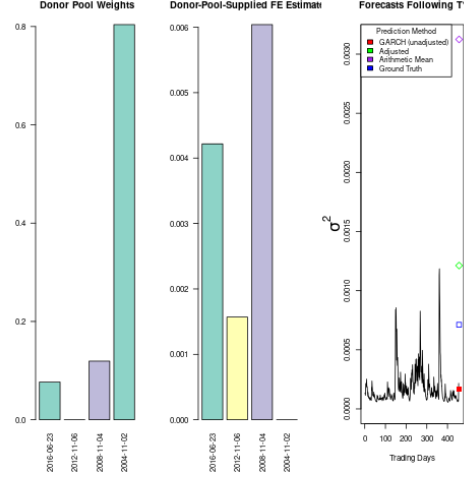 Donor Pool Weights
0.8
0.6
0.4
0.2
0.0
2016-06-23
2012-11-06
2008-11-04
2004-11-02
Donor-Pool-Supplied FE Estimat
0.006
0.005
0.004
0.003
0.002
0.001
0.000
2016-06-23
2012-11-06
2008-11-04
2004-11-02
Forecasts Following T
Prediction Method
GARCH (unadjusted)
Adjusted
Arithmetic Mean
Ground Truth
σ²
0.0030
0.0025
0.0020
0.0015
0.0010
0.0005
0.0000
0 100 200 300 400
Trading Days